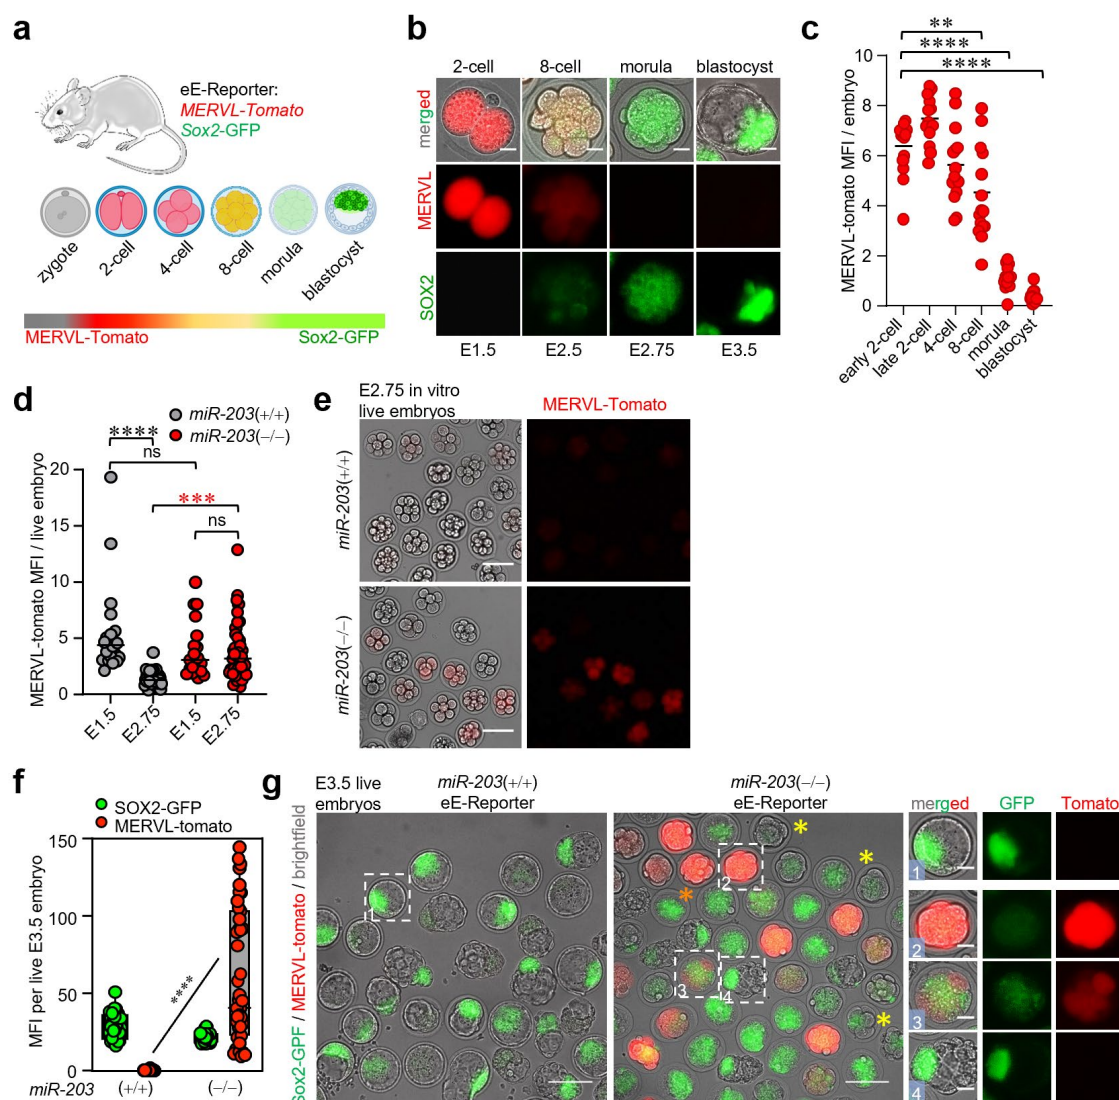 a
eE-Reporter:
MERVL-Tomato
Sox2-GFP
zygote
2-cell
4-cell
8-cell
morula
blastocyst
MERVL-Tomato
Sox2-GFP
b
2-cell 8-cell morula blastocyst
merged
MERVL
SOX2
E1.5 E2.5 E2.75 E3.5
c
**
****
****
MERVL-tomato MFI / embryo
10
8
6
4
2
0
early 2-cell
late 2-cell
4-cell
8-cell
morula
blastocyst
d
miR-203(+/+)
miR-203(−/−)
****
ns
***
ns
MERVL-tomato MFI / live embryo
20
15
10
5
0
E1.5
E2.75
E1.5
E2.75
e
E2.75 in vitro
live embryos
MERVL-Tomato
miR-203(+/+)
miR-203(−/−)
f
SOX2-GFP
MERVL-tomato
MFI per live E3.5 embryo
150
100
50
0
****
miR-203 (+/+) (−/−)
g
E3.5 live
embryos
miR-203(+/+)
eE-Reporter
miR-203(−/−)
eE-Reporter
merged GFP Tomato
Sox2-GPF / MERVL-tomato / brightfield
1
2
3
4
*
*
*
*
1
2
3
4